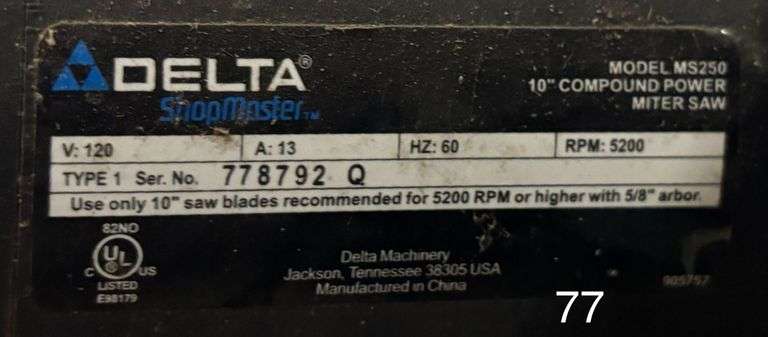 DELTA®
ShopMaster™
MODEL MS250
10" COMPOUND POWER
MITER SAW
V: 120 A: 13 HZ: 60 RPM: 5200
TYPE 1 Ser. No. 778792 Q
Use only 10" saw blades recommended for 5200 RPM or higher with 5/8" arbor.
82NO
UL
C US
LISTED
E98179
Delta Machinery
Jackson, Tennessee 38305 USA
Manufactured in China
905757
77